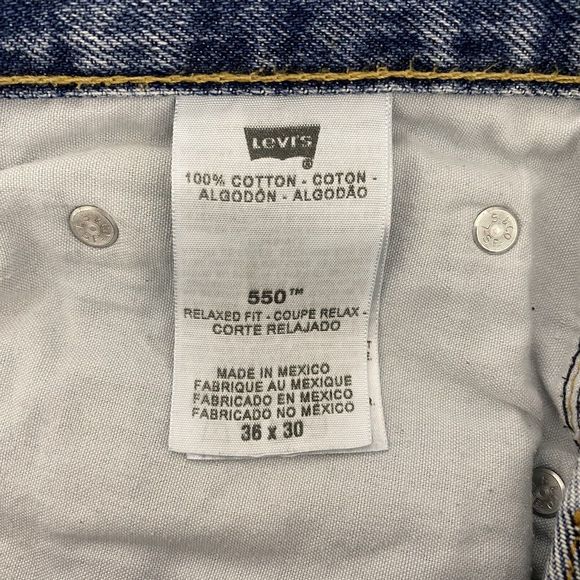 Levi's
®
100% COTTON - COTON -
ALGODÓN - ALGODÃO
550™
RELAXED FIT - COUPE RELAX -
CORTE RELAJADO
MADE IN MEXICO
FABRIQUE AU MEXIQUE
FABRICADO EN MÉXICO
FABRICADO NO MÉXICO
36 x 30